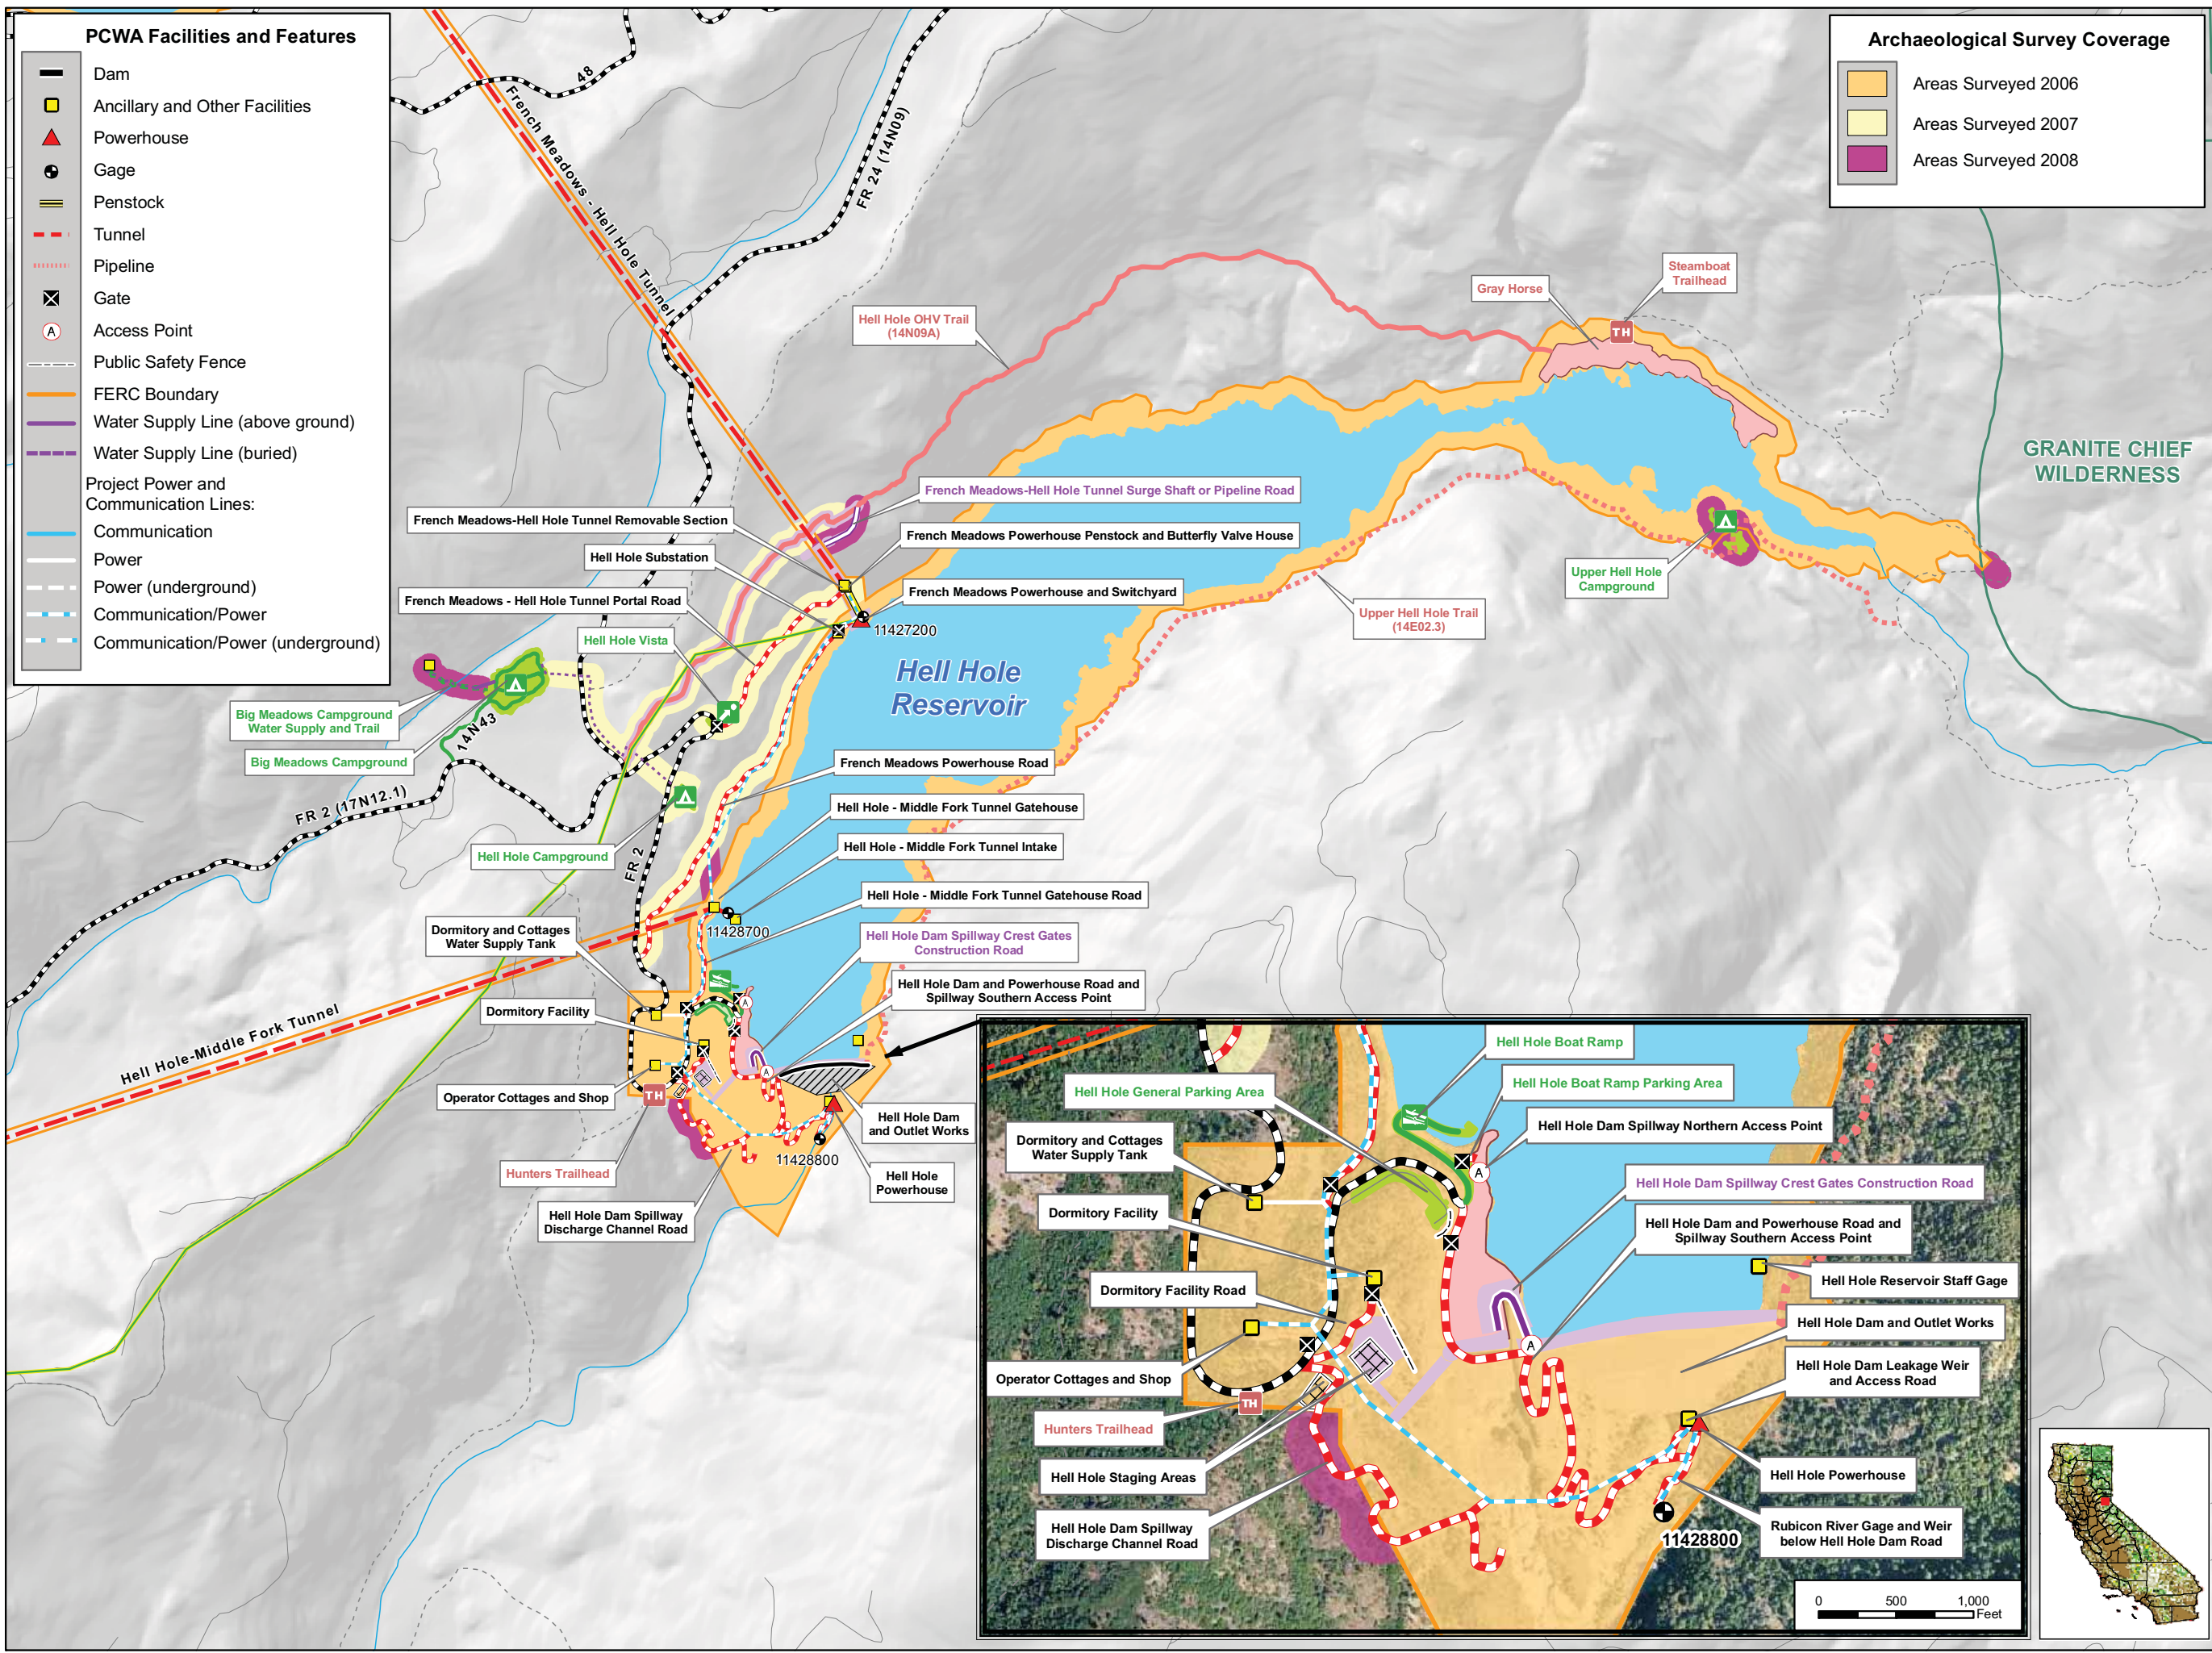 PCWA Facilities and Features
Dam
Ancillary and Other Facilities
Powerhouse
Gage
Penstock
Tunnel
Pipeline
Gate
A
Access Point
Public Safety Fence
FERC Boundary
Water Supply Line (above ground)
Water Supply Line (buried)
Project Power and
Communication Lines:
Communication
Power
Power (underground)
Communication/Power
Communication/Power (underground)
Archaeological Survey Coverage
Areas Surveyed 2006
Areas Surveyed 2007
Areas Surveyed 2008
48
French Meadows - Hell Hole Tunnel
FR 24 (14N09)
Hell Hole OHV Trail
(14N09A)
Gray Horse
Steamboat
Trailhead
TH
GRANITE CHIEF
WILDERNESS
French Meadows-Hell Hole Tunnel Surge Shaft or Pipeline Road
French Meadows-Hell Hole Tunnel Removable Section
French Meadows Powerhouse Penstock and Butterfly Valve House
Hell Hole Substation
French Meadows Powerhouse and Switchyard
French Meadows - Hell Hole Tunnel Portal Road
11427200
Hell Hole Vista
Upper Hell Hole
Campground
Upper Hell Hole Trail
(14E02.3)
Hell Hole
Reservoir
Big Meadows Campground
Water Supply and Trail
14N43
Big Meadows Campground
FR 2 (17N12.1)
French Meadows Powerhouse Road
Hell Hole - Middle Fork Tunnel Gatehouse
Hell Hole - Middle Fork Tunnel Intake
Hell Hole Campground
FR 2
Hell Hole - Middle Fork Tunnel Gatehouse Road
11428700
Dormitory and Cottages
Water Supply Tank
Hell Hole Dam Spillway Crest Gates
Construction Road
Hell Hole Dam and Powerhouse Road and
Spillway Southern Access Point
Dormitory Facility
A
A
Hell Hole-Middle Fork Tunnel
Operator Cottages and Shop
TH
Hell Hole Dam
and Outlet Works
11428800
Hunters Trailhead
Hell Hole
Powerhouse
Hell Hole Dam Spillway
Discharge Channel Road
Hell Hole Boat Ramp
Hell Hole General Parking Area
Hell Hole Boat Ramp Parking Area
Dormitory and Cottages
Water Supply Tank
Hell Hole Dam Spillway Northern Access Point
A
Hell Hole Dam Spillway Crest Gates Construction Road
Dormitory Facility
Hell Hole Dam and Powerhouse Road and
Spillway Southern Access Point
Hell Hole Reservoir Staff Gage
Dormitory Facility Road
Hell Hole Dam and Outlet Works
A
Operator Cottages and Shop
Hell Hole Dam Leakage Weir
and Access Road
TH
Hunters Trailhead
Hell Hole Staging Areas
Hell Hole Powerhouse
Hell Hole Dam Spillway
Discharge Channel Road
11428800
Rubicon River Gage and Weir
below Hell Hole Dam Road
0 500 1,000
Feet